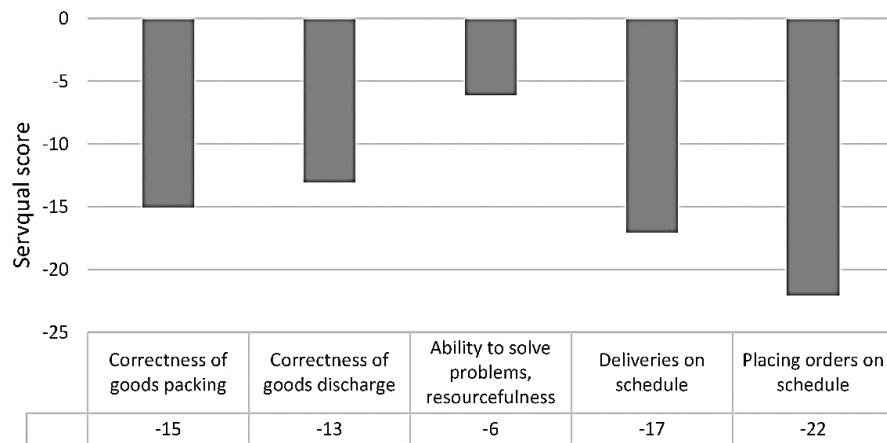 0
-5
-10
-15
-20
-25
Servqual score
Correctness of
goods packing
Correctness of
goods discharge
Ability to solve
problems,
resourcefulness
Deliveries on
schedule
Placing orders on
schedule
-15
-13
-6
-17
-22